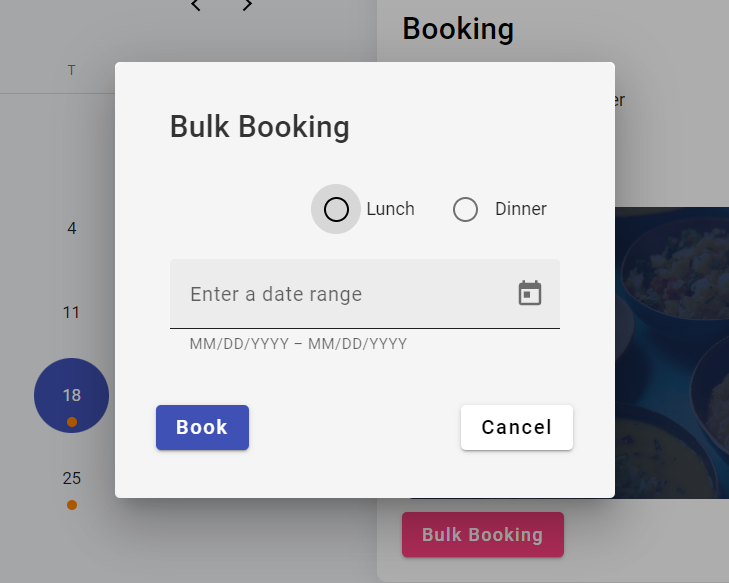 Booking
T
er
Bulk Booking
Lunch Dinner
4
Enter a date range
11
MM/DD/YYYY – MM/DD/YYYY
18
Book Cancel
25
Bulk Booking